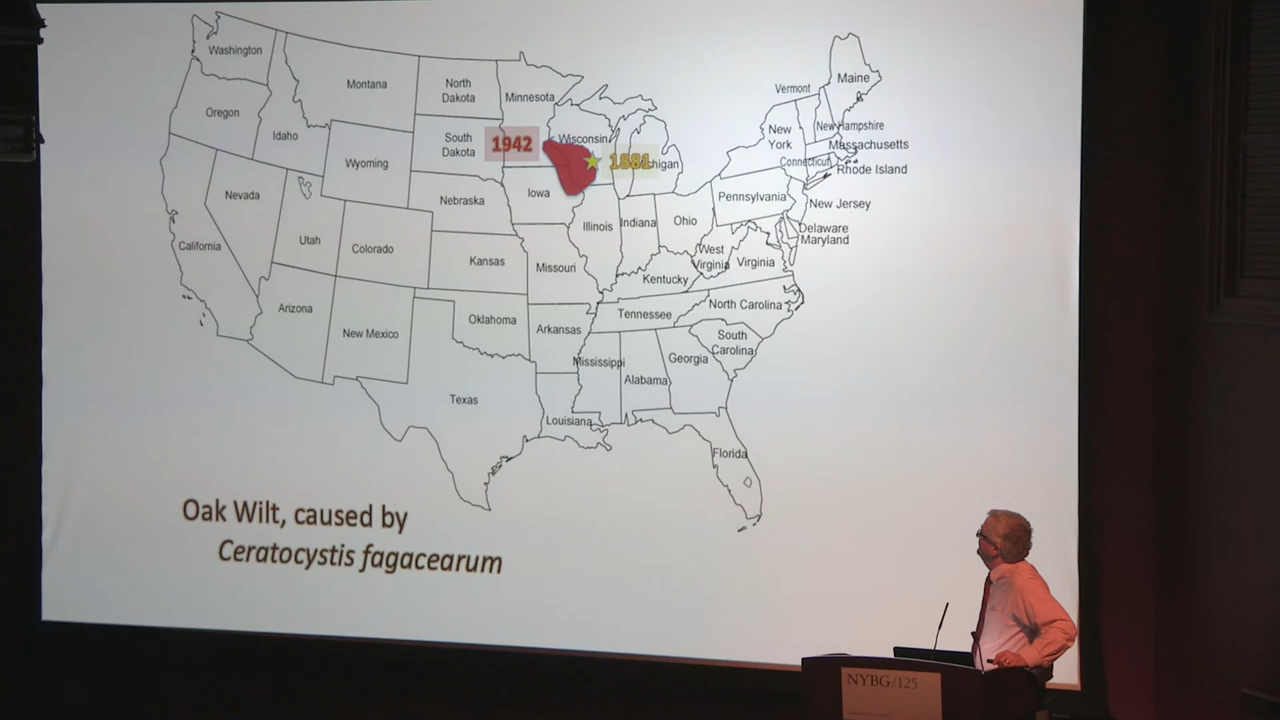 Washington
Montana
North
Dakota
Minnesota
Maine
Vermont
Oregon
Idaho
South
Dakota
1942
Wisconsin
1881
Michigan
New
York
New Hampshire
Massachusetts
Connecticut
Rhode Island
Wyoming
Nevada
Nebraska
Iowa
Illinois
Indiana
Ohio
Pennsylvania
New Jersey
Delaware
Maryland
California
Utah
Colorado
Kansas
Missouri
West
Virginia
Virginia
Kentucky
Arizona
New Mexico
Oklahoma
Arkansas
Tennessee
North Carolina
South
Carolina
Mississippi
Alabama
Georgia
Texas
Louisiana
Florida
Oak Wilt, caused by
Ceratocystis fagacearum
NYBG/125